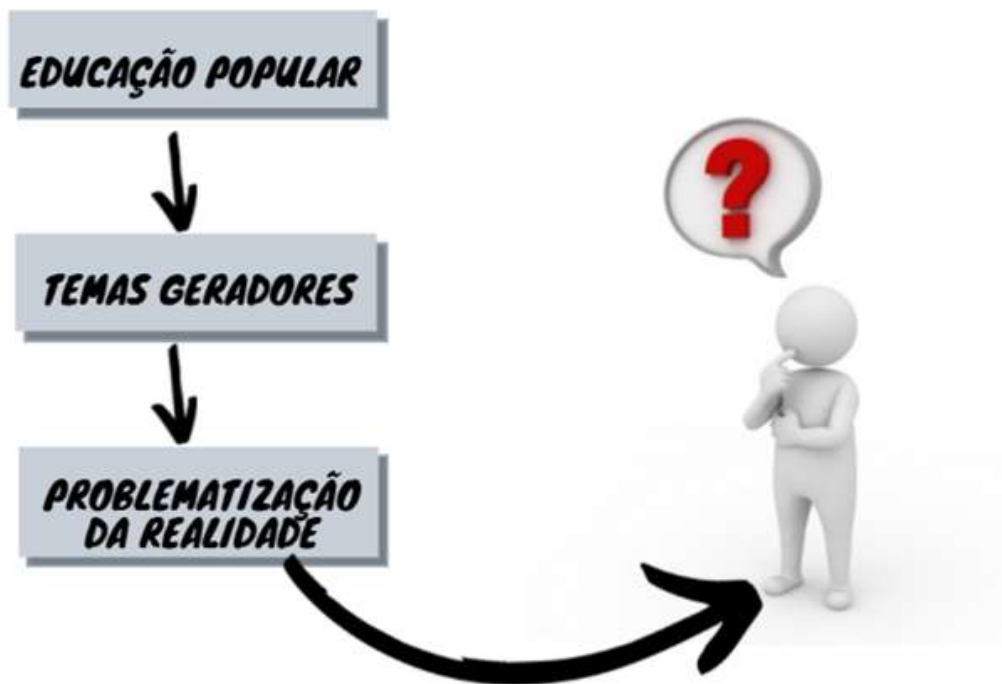 EDUCAÇÃO POPULAR
?
TEMAS GERADORES
PROBLEMATIZAÇÃO
DA REALIDADE